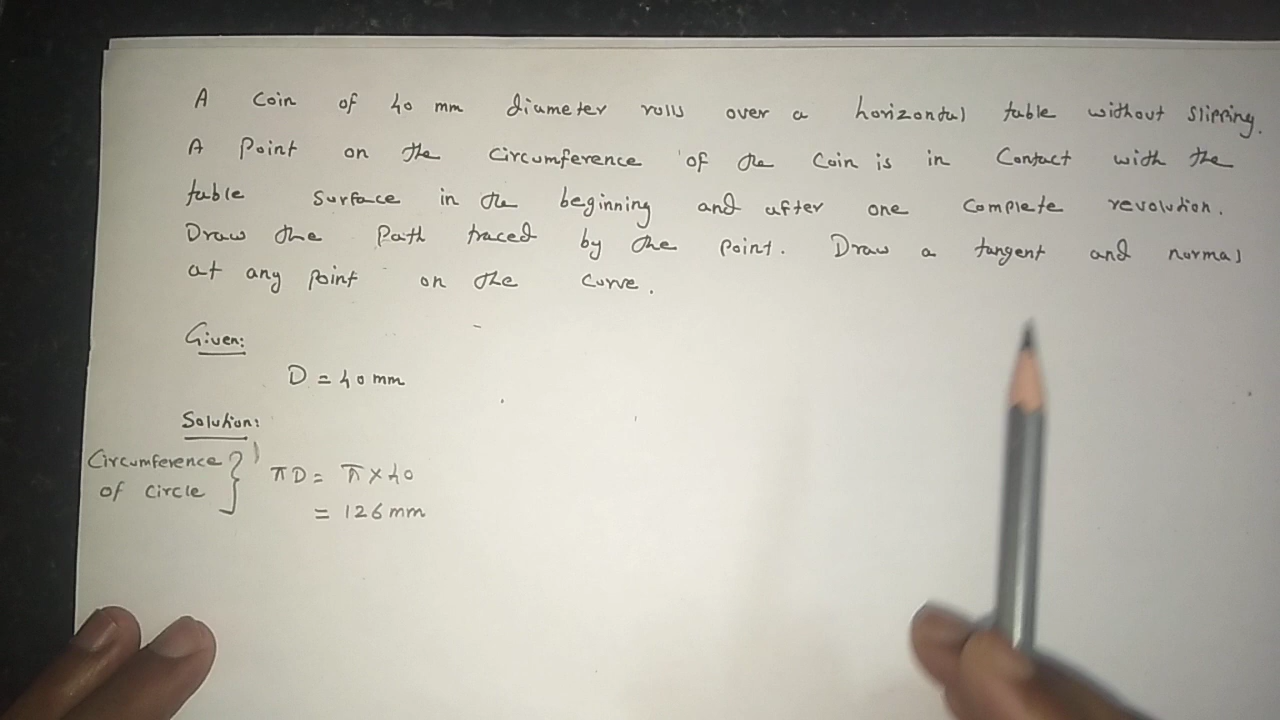 A Coin of 40 mm diameter rolls over a horizontal table without slipping.
A Point on the Circumference of the Coin is in Contact with the
table surface in the beginning and after one complete revolution.
Draw the Path traced by the point. Draw a tangent and normal
at any point on the curve.
Given:
D = 40 mm
Solution:
Circumference of Circle } πD = π × 40
= 126 mm